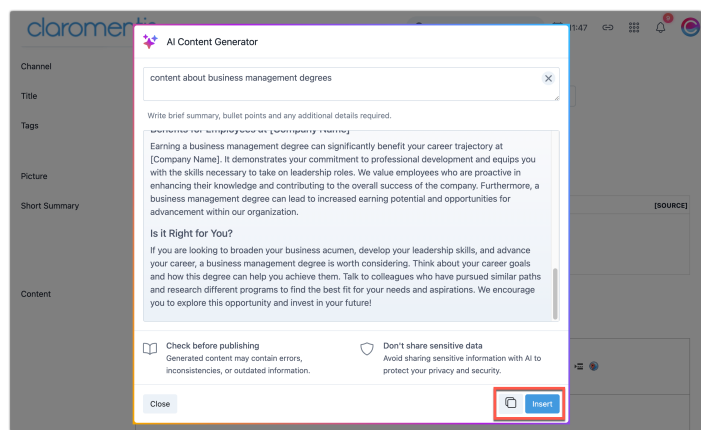 claromentis
11:47
AI Content Generator
Channel
content about business management degrees
Title
Write brief summary, bullet points and any additional details required.
Tags
Benefits for Employees at [Company Name]
Earning a business management degree can significantly benefit your career trajectory at
[Company Name]. It demonstrates your commitment to professional development and equips you
with the skills necessary to take on leadership roles. We value employees who are proactive in
Picture
enhancing their knowledge and contributing to the overall success of the company. Furthermore, a
business management degree can lead to increased earning potential and opportunities for
Short Summary
[SOURCE]
advancement within our organization.
Is it Right for You?
If you are looking to broaden your business acumen, develop your leadership skills, and advance
your career, a business management degree is worth considering. Think about your career goals
and how this degree can help you achieve them. Talk to colleagues who have pursued similar paths
and research different programs to find the best fit for your needs and aspirations. We encourage
Content
you to explore this opportunity and invest in your future!
Check before publishing
Generated content may contain errors,
inconsistencies, or outdated information.
Don't share sensitive data
Avoid sharing sensitive information with AI to
protect your privacy and security.
Close
Insert